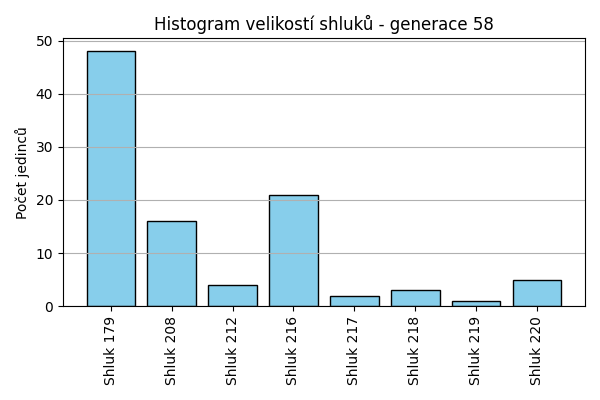 Histogram velikostí shluků - generace 58
Počet jedinců
50
40
30
20
10
0
Shluk 179
Shluk 208
Shluk 212
Shluk 216
Shluk 217
Shluk 218
Shluk 219
Shluk 220